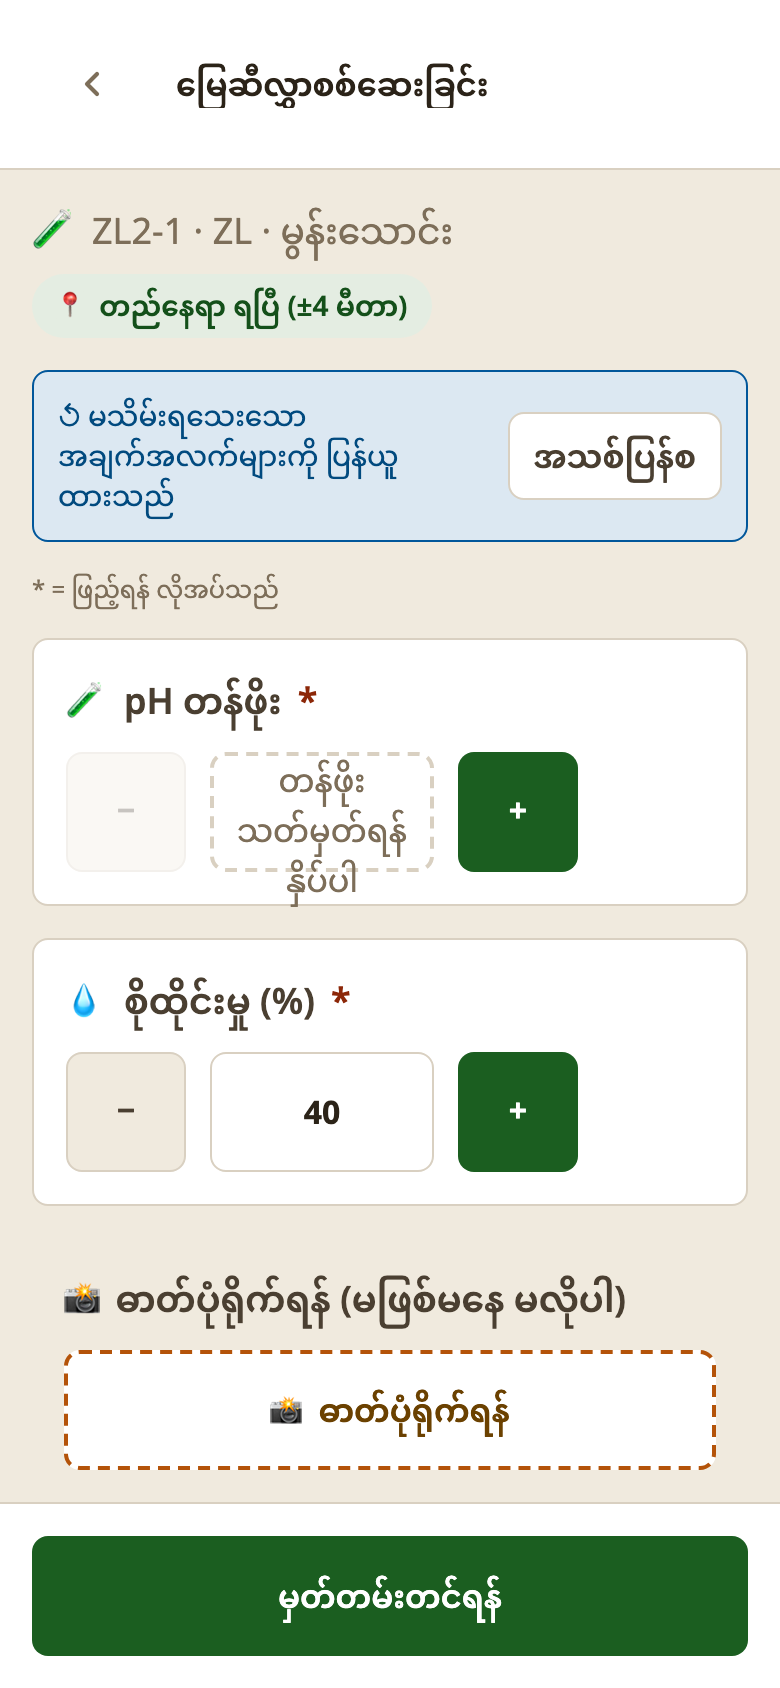 မြေဆီလွှာစစ်ဆေးခြင်း
ZL2-1 · ZL · မွန်းသောင်း
တည်နေရာ ရပြီ (±4 မီတာ)
မသိမ်းရသေးသော
အချက်အလက်များကို ပြန်ယူ
ထားသည်
အသစ်ပြန်စ
* = ဖြည့်ရန် လိုအပ်သည်
pH တန်ဖိုး *
−
တန်ဖိုး
သတ်မှတ်ရန်
နှိပ်ပါ
+
စိုထိုင်းမှု (%) *
−
40
+
ဓာတ်ပုံရိုက်ရန် (မဖြစ်မနေ မလိုပါ)
ဓာတ်ပုံရိုက်ရန်
မှတ်တမ်းတင်ရန်